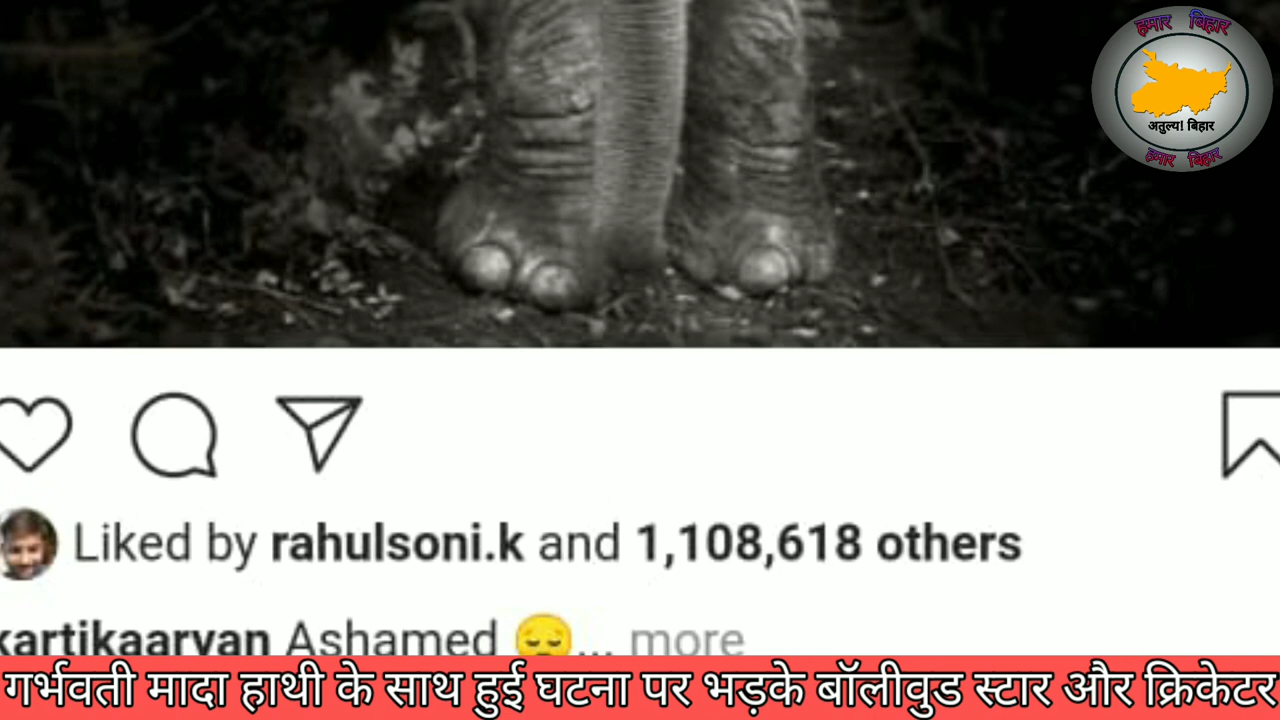 हमार बिहार
अतुल्य! बिहार
हमार बिहार
Liked by rahulsoni.k and 1,108,618 others
kartikaaryan Ashamed 😔... more
गर्भवती मादा हाथी के साथ हुई घटना पर भड़के बॉलीवुड स्टार और क्रिकेटर